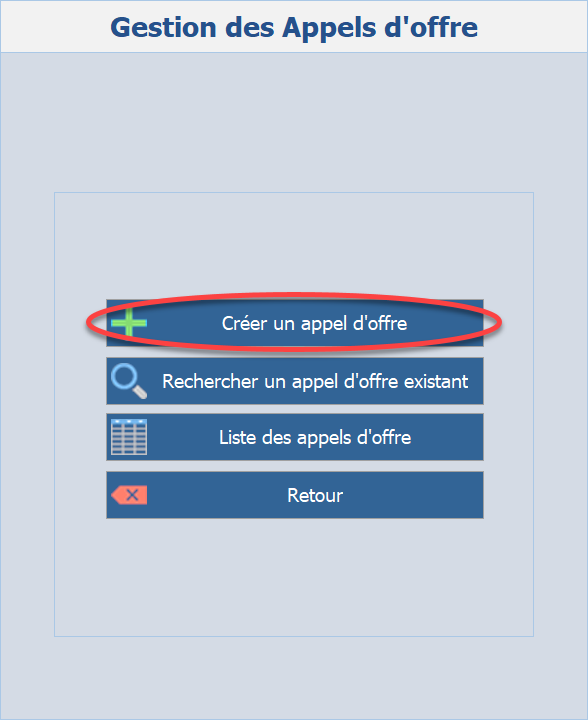 Gestion des Appels d'offre
Créer un appel d'offre
Rechercher un appel d'offre existant
Liste des appels d'offre
Retour